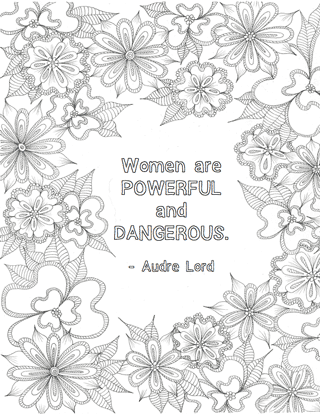 Women are
POWERFUL
and
DANGEROUS.
- Audre Lord